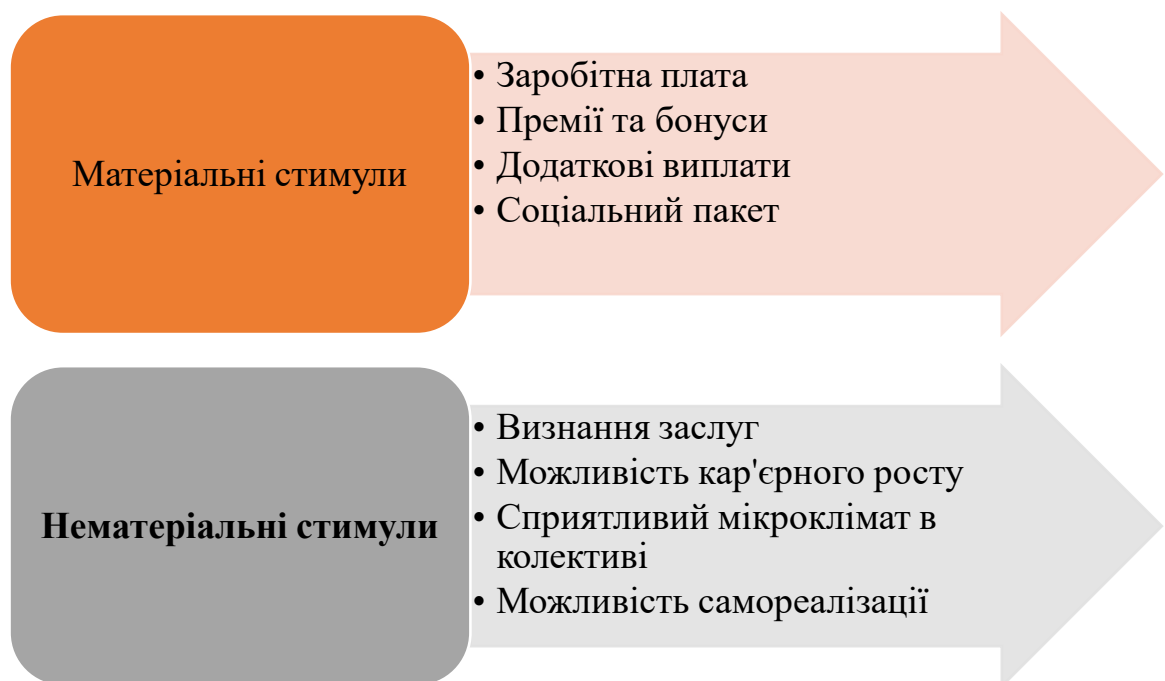 Матеріальні стимули
• Заробітна плата
• Премії та бонуси
• Додаткові виплати
• Соціальний пакет
Нематеріальні стимули
• Визнання заслуг
• Можливість кар'єрного росту
• Сприятливий мікроклімат в
колективі
• Можливість самореалізації